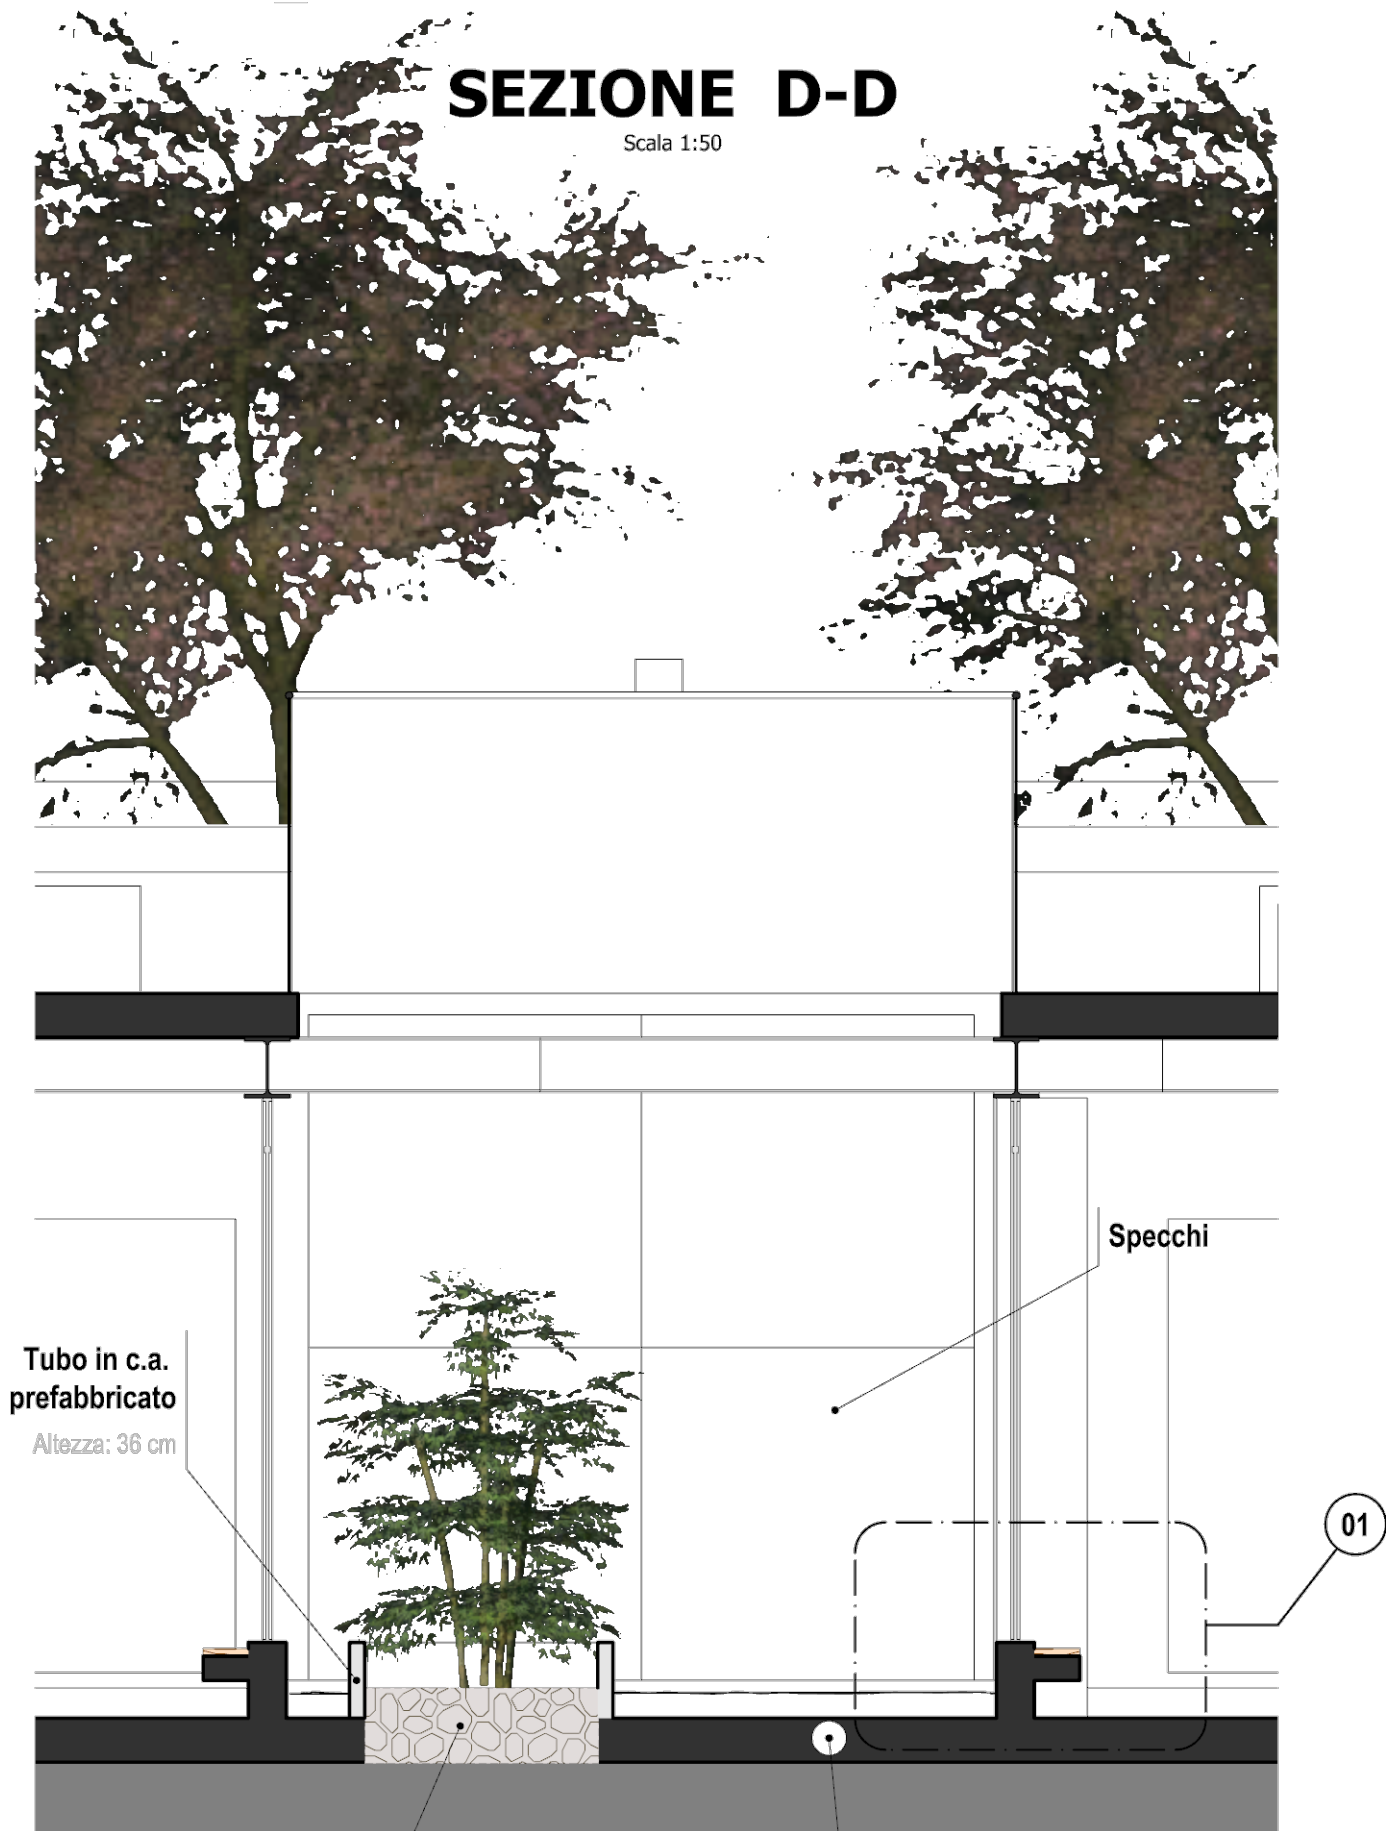 SEZIONE D-D
Scala 1:50
Specchi
Tubo in c.a.
prefabbricato
Altezza: 36 cm
01